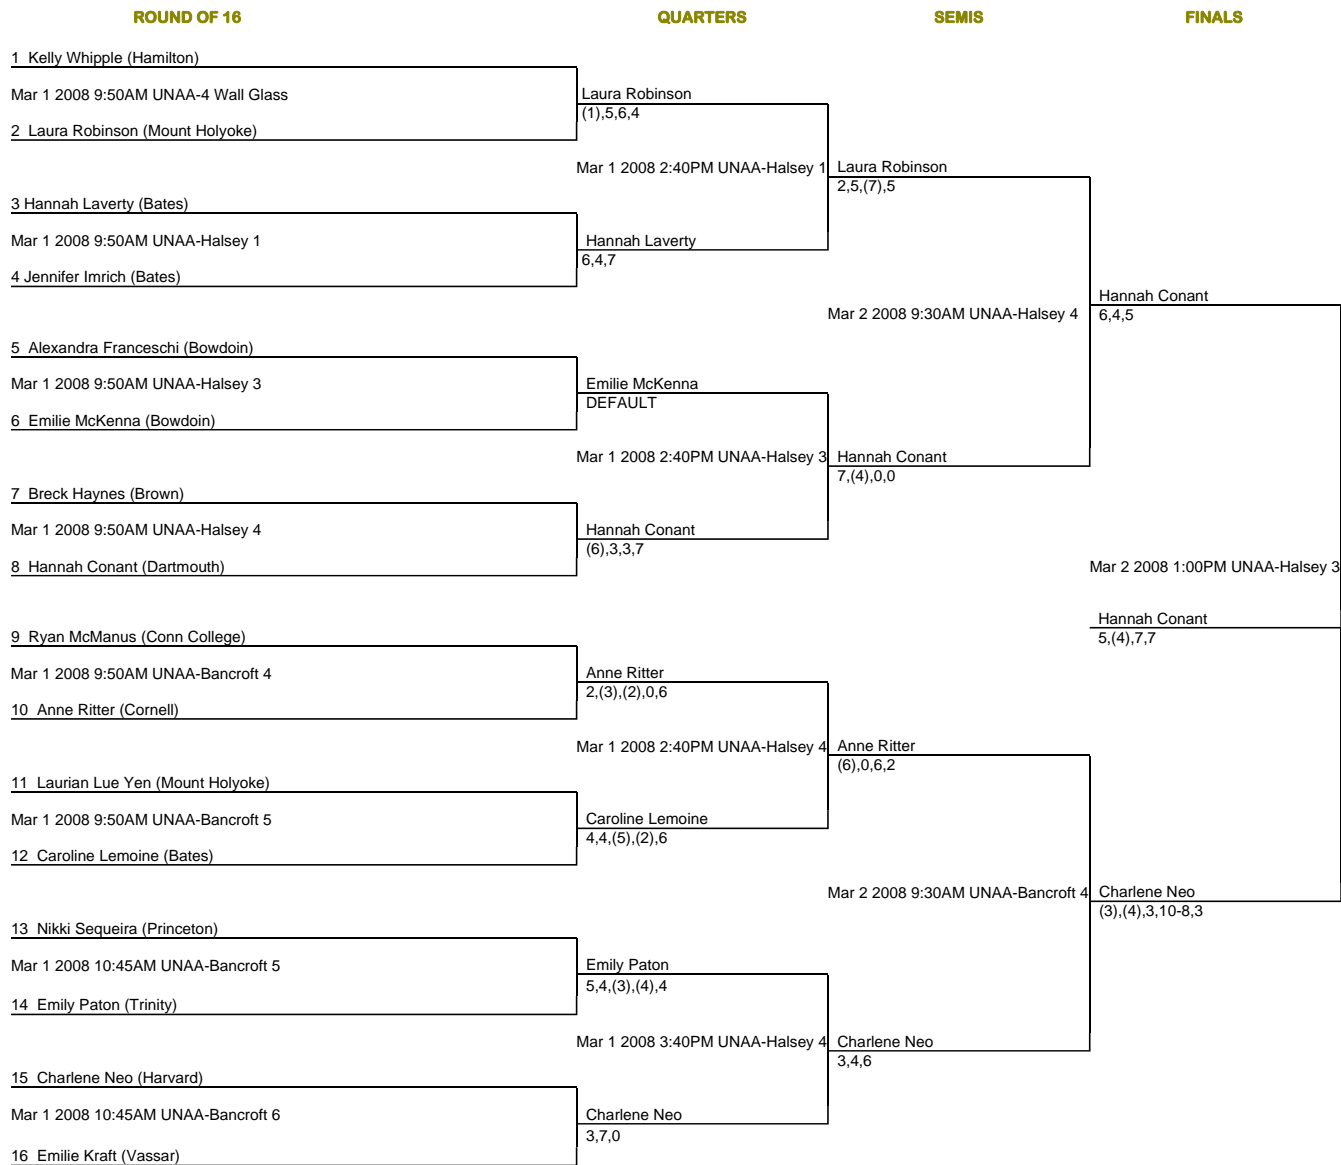 ROUND OF 16
QUARTERS
SEMIS
FINALS
1 Kelly Whipple (Hamilton)
Mar 1 2008 9:50AM UNAA-4 Wall Glass
Laura Robinson
(1),5,6,4
2 Laura Robinson (Mount Holyoke)
Mar 1 2008 2:40PM UNAA-Halsey 1
Laura Robinson
2,5,(7),5
3 Hannah Laverty (Bates)
Mar 1 2008 9:50AM UNAA-Halsey 1
Hannah Laverty
6,4,7
4 Jennifer Imrich (Bates)
Hannah Conant
6,4,5
Mar 2 2008 9:30AM UNAA-Halsey 4
5 Alexandra Franceschi (Bowdoin)
Mar 1 2008 9:50AM UNAA-Halsey 3
Emilie McKenna
DEFAULT
6 Emilie McKenna (Bowdoin)
Mar 1 2008 2:40PM UNAA-Halsey 3
Hannah Conant
7,(4),0,0
7 Breck Haynes (Brown)
Mar 1 2008 9:50AM UNAA-Halsey 4
Hannah Conant
(6),3,3,7
8 Hannah Conant (Dartmouth)
Mar 2 2008 1:00PM UNAA-Halsey 3
Hannah Conant
5,(4),7,7
9 Ryan McManus (Conn College)
Mar 1 2008 9:50AM UNAA-Bancroft 4
Anne Ritter
2,(3),(2),0,6
10 Anne Ritter (Cornell)
Mar 1 2008 2:40PM UNAA-Halsey 4
Anne Ritter
(6),0,6,2
11 Laurian Lue Yen (Mount Holyoke)
Mar 1 2008 9:50AM UNAA-Bancroft 5
Caroline Lemoine
4,4,(5),(2),6
12 Caroline Lemoine (Bates)
Mar 2 2008 9:30AM UNAA-Bancroft 4
Charlene Neo
(3),(4),3,10-8,3
13 Nikki Sequeira (Princeton)
Mar 1 2008 10:45AM UNAA-Bancroft 5
Emily Paton
5,4,(3),(4),4
14 Emily Paton (Trinity)
Mar 1 2008 3:40PM UNAA-Halsey 4
Charlene Neo
3,4,6
15 Charlene Neo (Harvard)
Mar 1 2008 10:45AM UNAA-Bancroft 6
Charlene Neo
3,7,0
16 Emilie Kraft (Vassar)